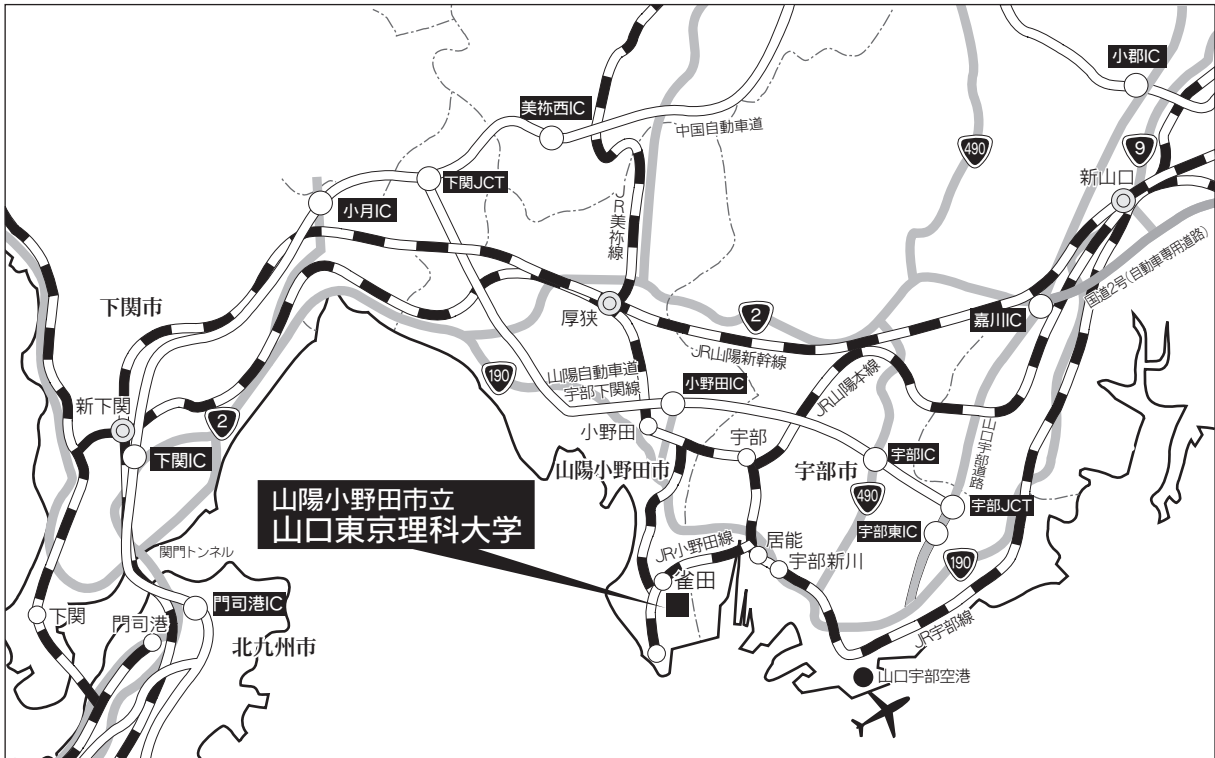 小郡IC
美祢西IC
中国自動車道
490
9
下関JCT
新山口
小月IC
JR美祢線
国道2号(自動車専用道路)
下関市
厚狭
2
嘉川IC
JR山陽新幹線
190
山陽自動車道
宇部下関線
小野田IC
JR山陽本線
新下関
2
小野田
宇部
山口宇部道路
下関IC
山陽小野田市
宇部市
宇部IC
山陽小野田市立
山口東京理科大学
490
宇部JCT
宇部東IC
関門トンネル
JR小野田線
居能
宇部新川
190
雀田
下関
門司港IC
門司港
北九州市
JR宇部線
山口宇部空港